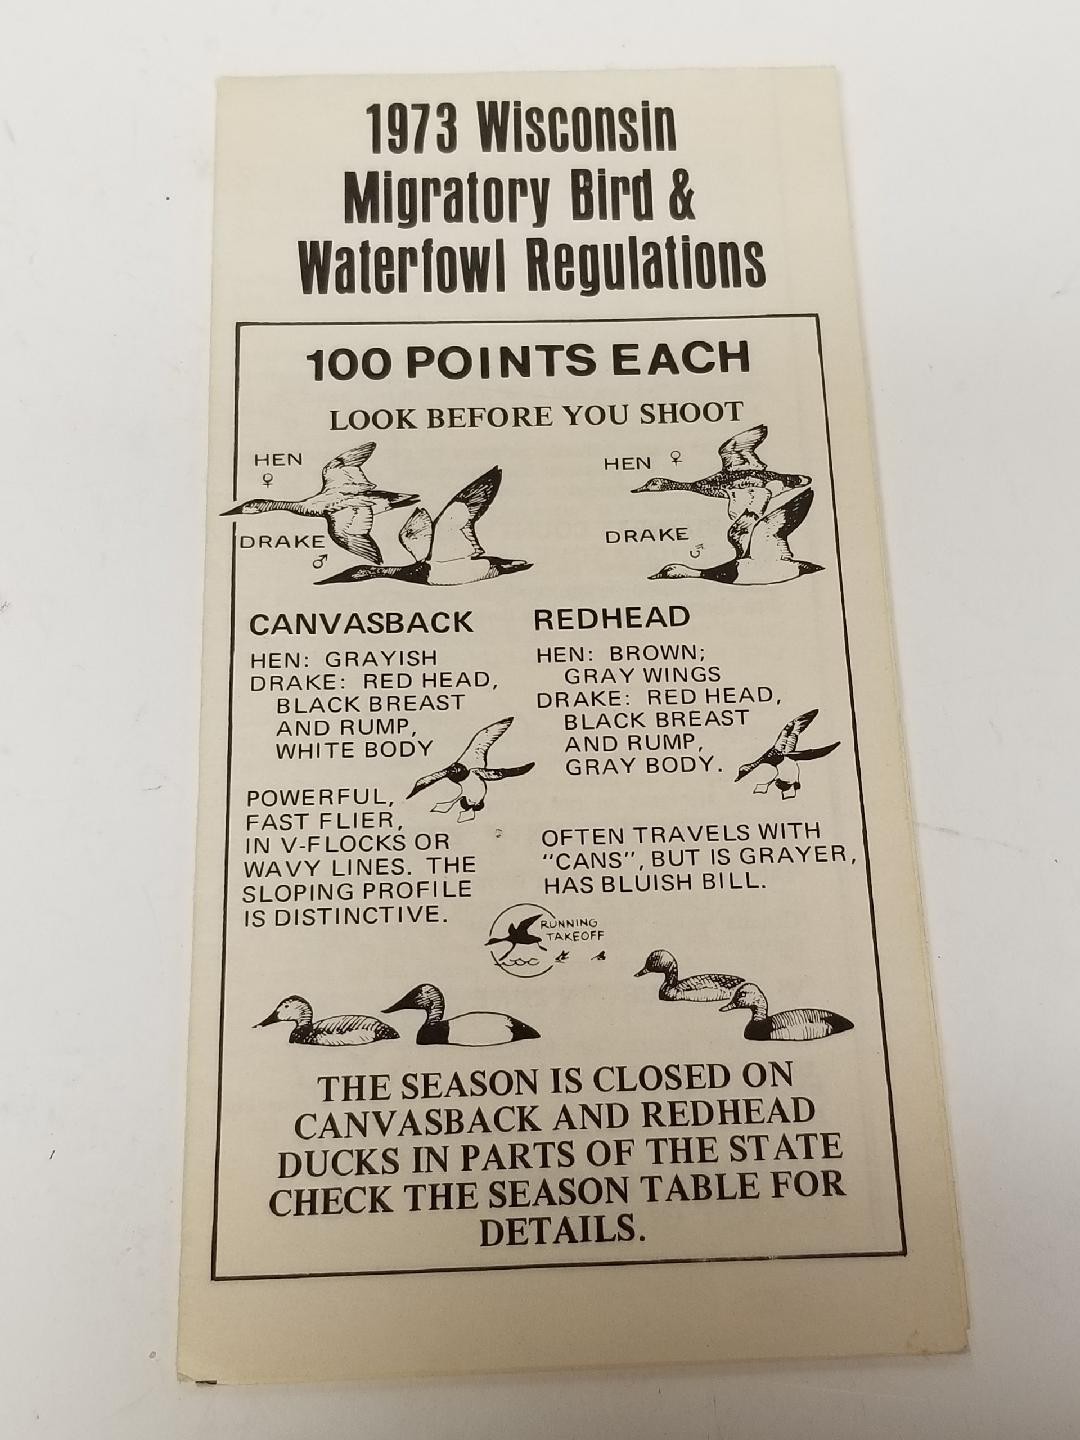 1973 Wisconsin
Migratory Bird &
Waterfowl Regulations
100 POINTS EACH
LOOK BEFORE YOU SHOOT
HEN
♀
DRAKE
♂
HEN ♀
DRAKE
♂
CANVASBACK
HEN: GRAYISH
DRAKE: RED HEAD,
BLACK BREAST
AND RUMP,
WHITE BODY
POWERFUL,
FAST FLIER,
IN V-FLOCKS OR
WAVY LINES. THE
SLOPING PROFILE
IS DISTINCTIVE.
REDHEAD
HEN: BROWN;
GRAY WINGS
DRAKE: RED HEAD,
BLACK BREAST
AND RUMP,
GRAY BODY.
OFTEN TRAVELS WITH
"CANS", BUT IS GRAYER,
HAS BLUISH BILL.
RUNNING
TAKEOFF
THE SEASON IS CLOSED ON
CANVASBACK AND REDHEAD
DUCKS IN PARTS OF THE STATE
CHECK THE SEASON TABLE FOR
DETAILS.